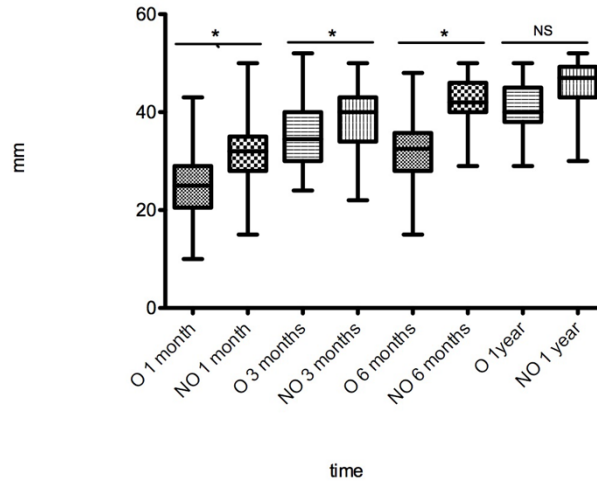 60
40
20
0
mm
*
*
*
NS
O 1 month
NO 1 month
O 3 months
NO 3 months
O 6 months
NO 6 months
O 1year
NO 1 year
time